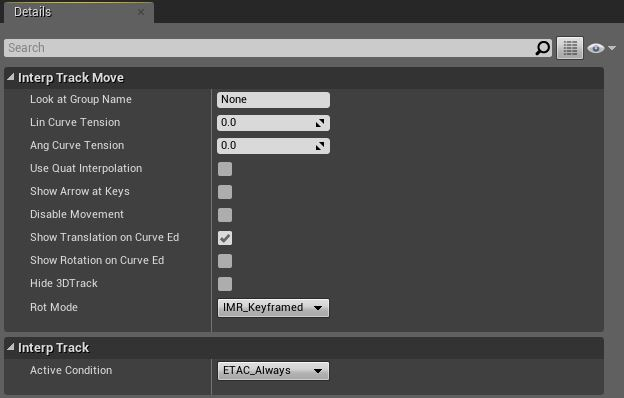 Details
Search
Interp Track Move
Look at Group Name None
Lin Curve Tension 0.0
Ang Curve Tension 0.0
Use Quat Interpolation
Show Arrow at Keys
Disable Movement
Show Translation on Curve Ed
Show Rotation on Curve Ed
Hide 3DTrack
Rot Mode IMR_Keyframed
Interp Track
Active Condition ETAC_Always